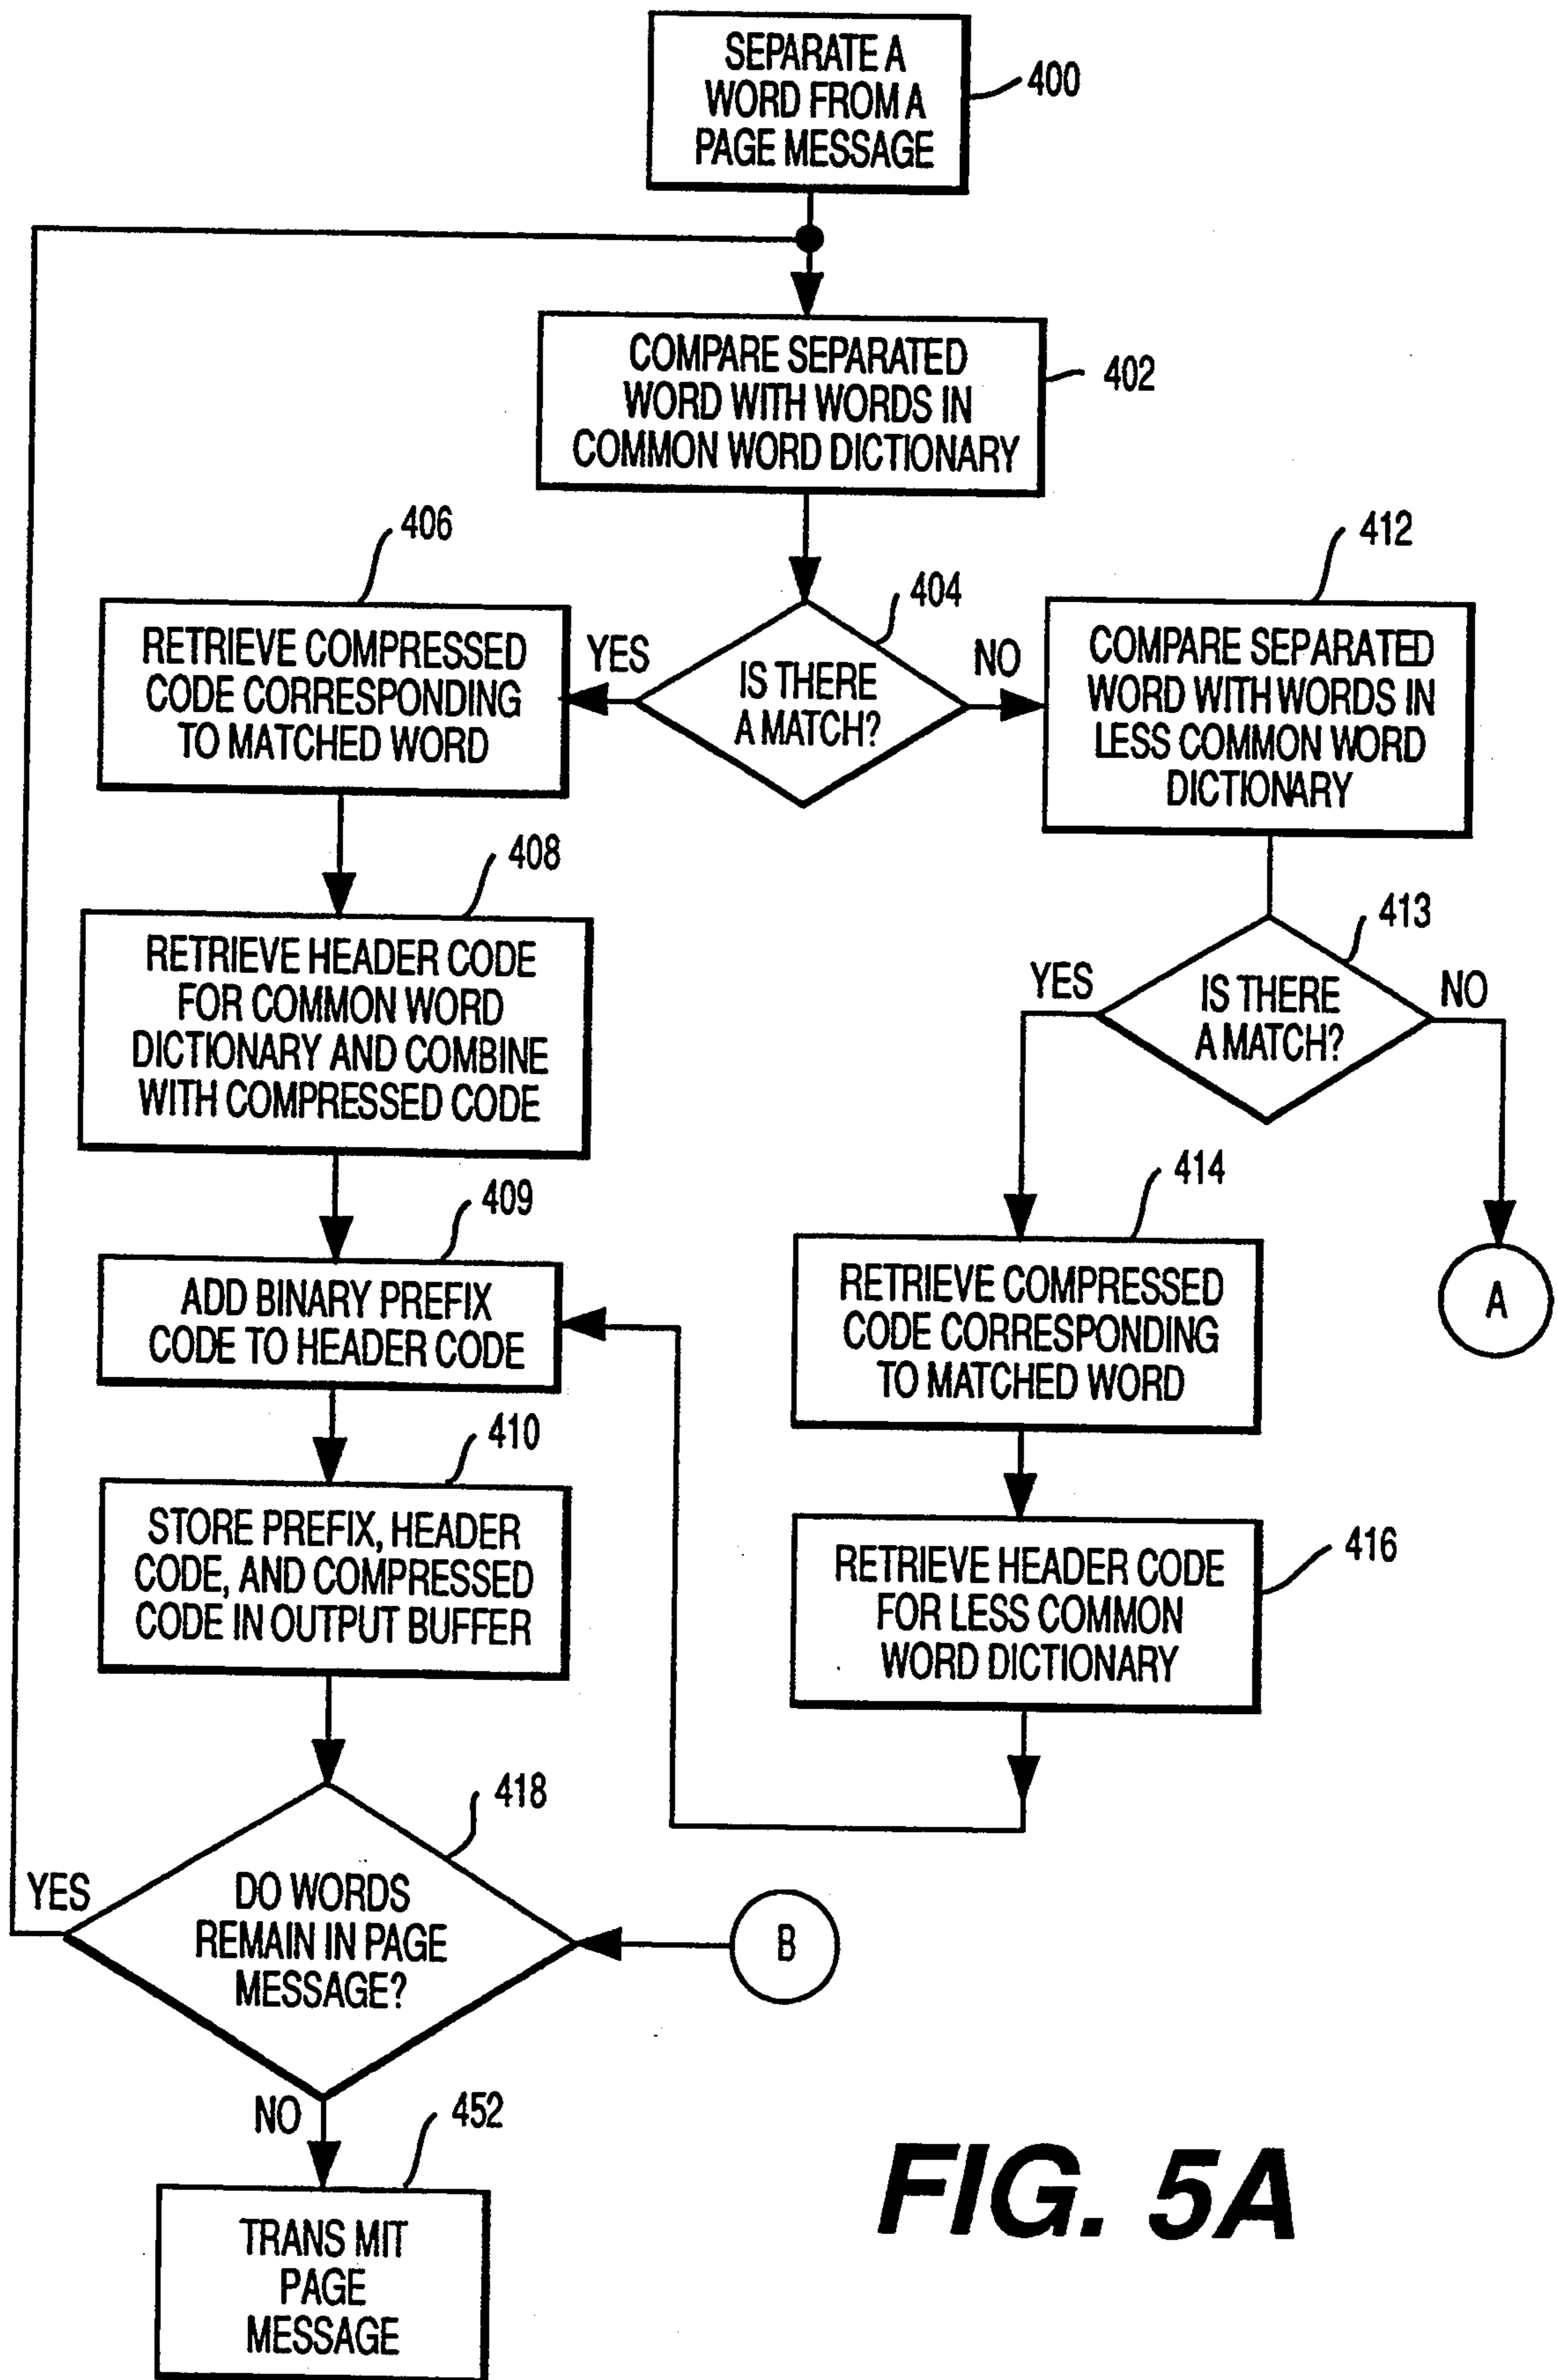 SEPARATE A
WORD FROM A
PAGE MESSAGE
400
COMPARE SEPARATED
WORD WITH WORDS IN
COMMON WORD DICTIONARY
402
406
404
412
RETRIEVE COMPRESSED
CODE CORRESPONDING
TO MATCHED WORD
YES
IS THERE
A MATCH?
NO
COMPARE SEPARATED
WORD WITH WORDS IN
LESS COMMON WORD
DICTIONARY
408
413
RETRIEVE HEADER CODE
FOR COMMON WORD
DICTIONARY AND COMBINE
WITH COMPRESSED CODE
YES
IS THERE
A MATCH?
NO
409
414
ADD BINARY PREFIX
CODE TO HEADER CODE
RETRIEVE COMPRESSED
CODE CORRESPONDING
TO MATCHED WORD
A
410
STORE PREFIX, HEADER
CODE, AND COMPRESSED
CODE IN OUTPUT BUFFER
RETRIEVE HEADER CODE
FOR LESS COMMON
WORD DICTIONARY
416
418
YES
DO WORDS
REMAIN IN PAGE
MESSAGE?
B
NO
452
TRANS MIT
PAGE
MESSAGE
FIG. 5A